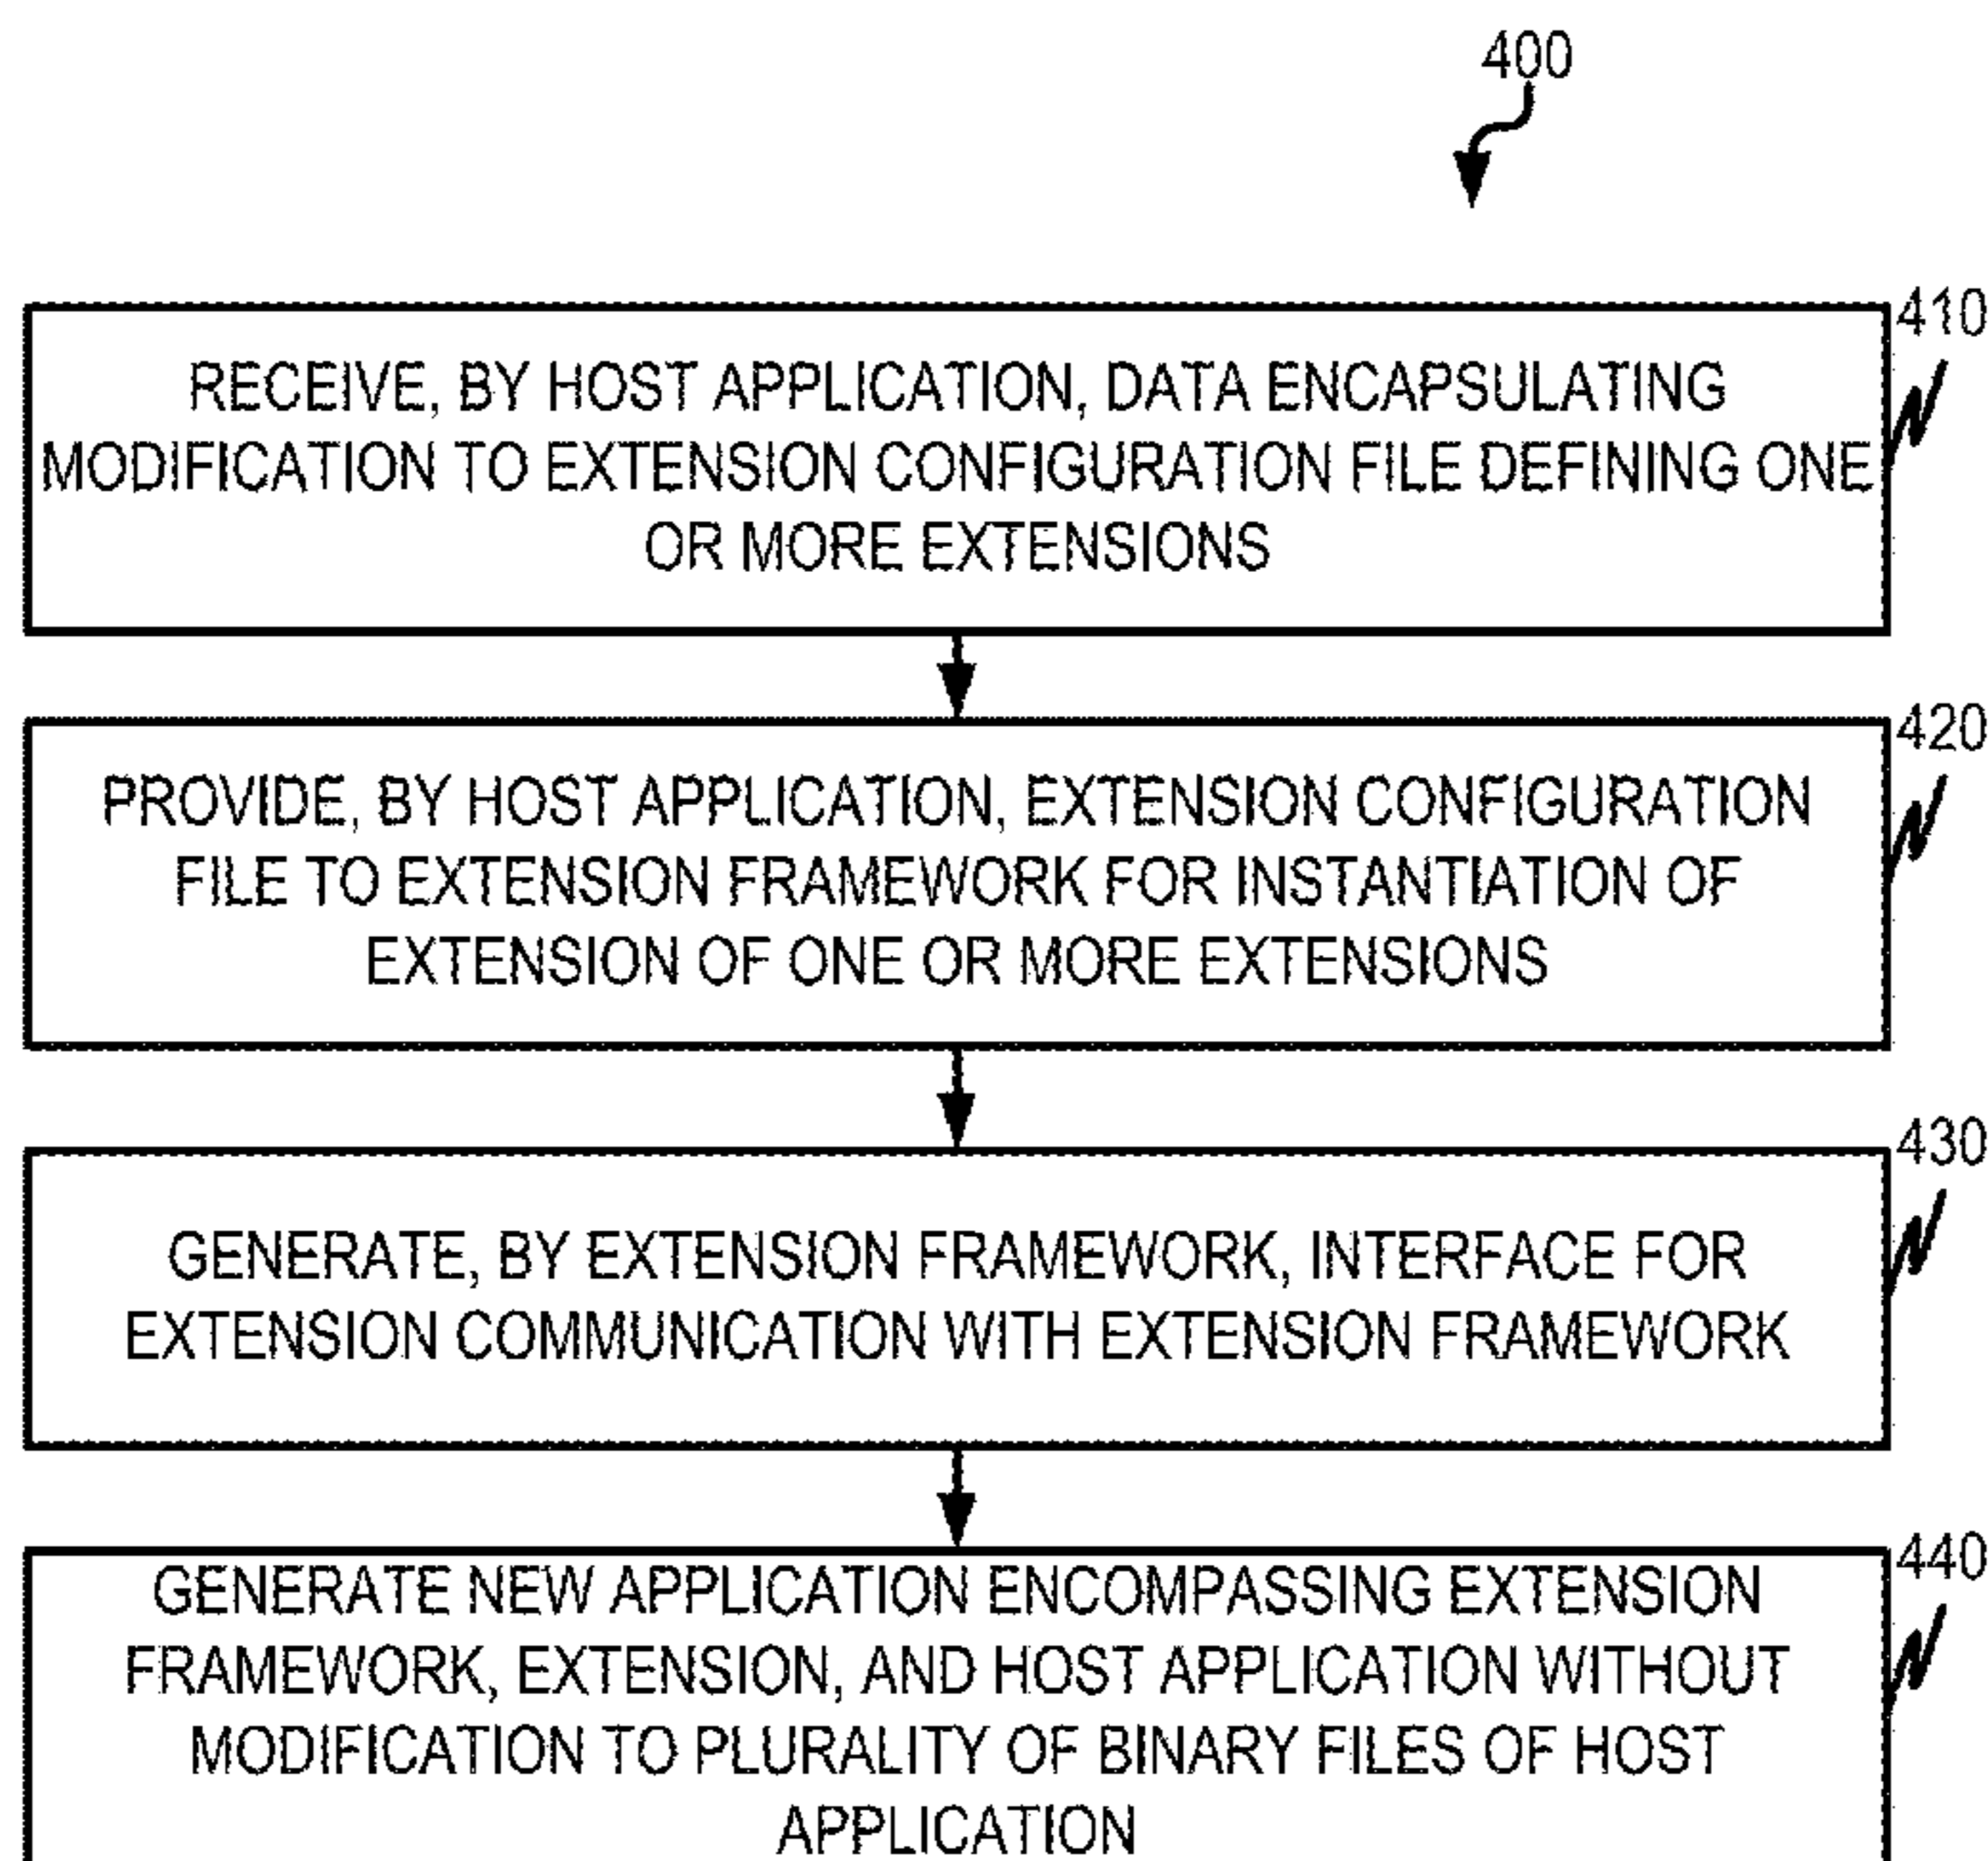 400
410
RECEIVE, BY HOST APPLICATION, DATA ENCAPSULATING
MODIFICATION TO EXTENSION CONFIGURATION FILE DEFINING ONE
OR MORE EXTENSIONS
420
PROVIDE, BY HOST APPLICATION, EXTENSION CONFIGURATION
FILE TO EXTENSION FRAMEWORK FOR INSTANTIATION OF
EXTENSION OF ONE OR MORE EXTENSIONS
430
GENERATE, BY EXTENSION FRAMEWORK, INTERFACE FOR
EXTENSION COMMUNICATION WITH EXTENSION FRAMEWORK
440
GENERATE NEW APPLICATION ENCOMPASSING EXTENSION
FRAMEWORK, EXTENSION, AND HOST APPLICATION WITHOUT
MODIFICATION TO PLURALITY OF BINARY FILES OF HOST
APPLICATION